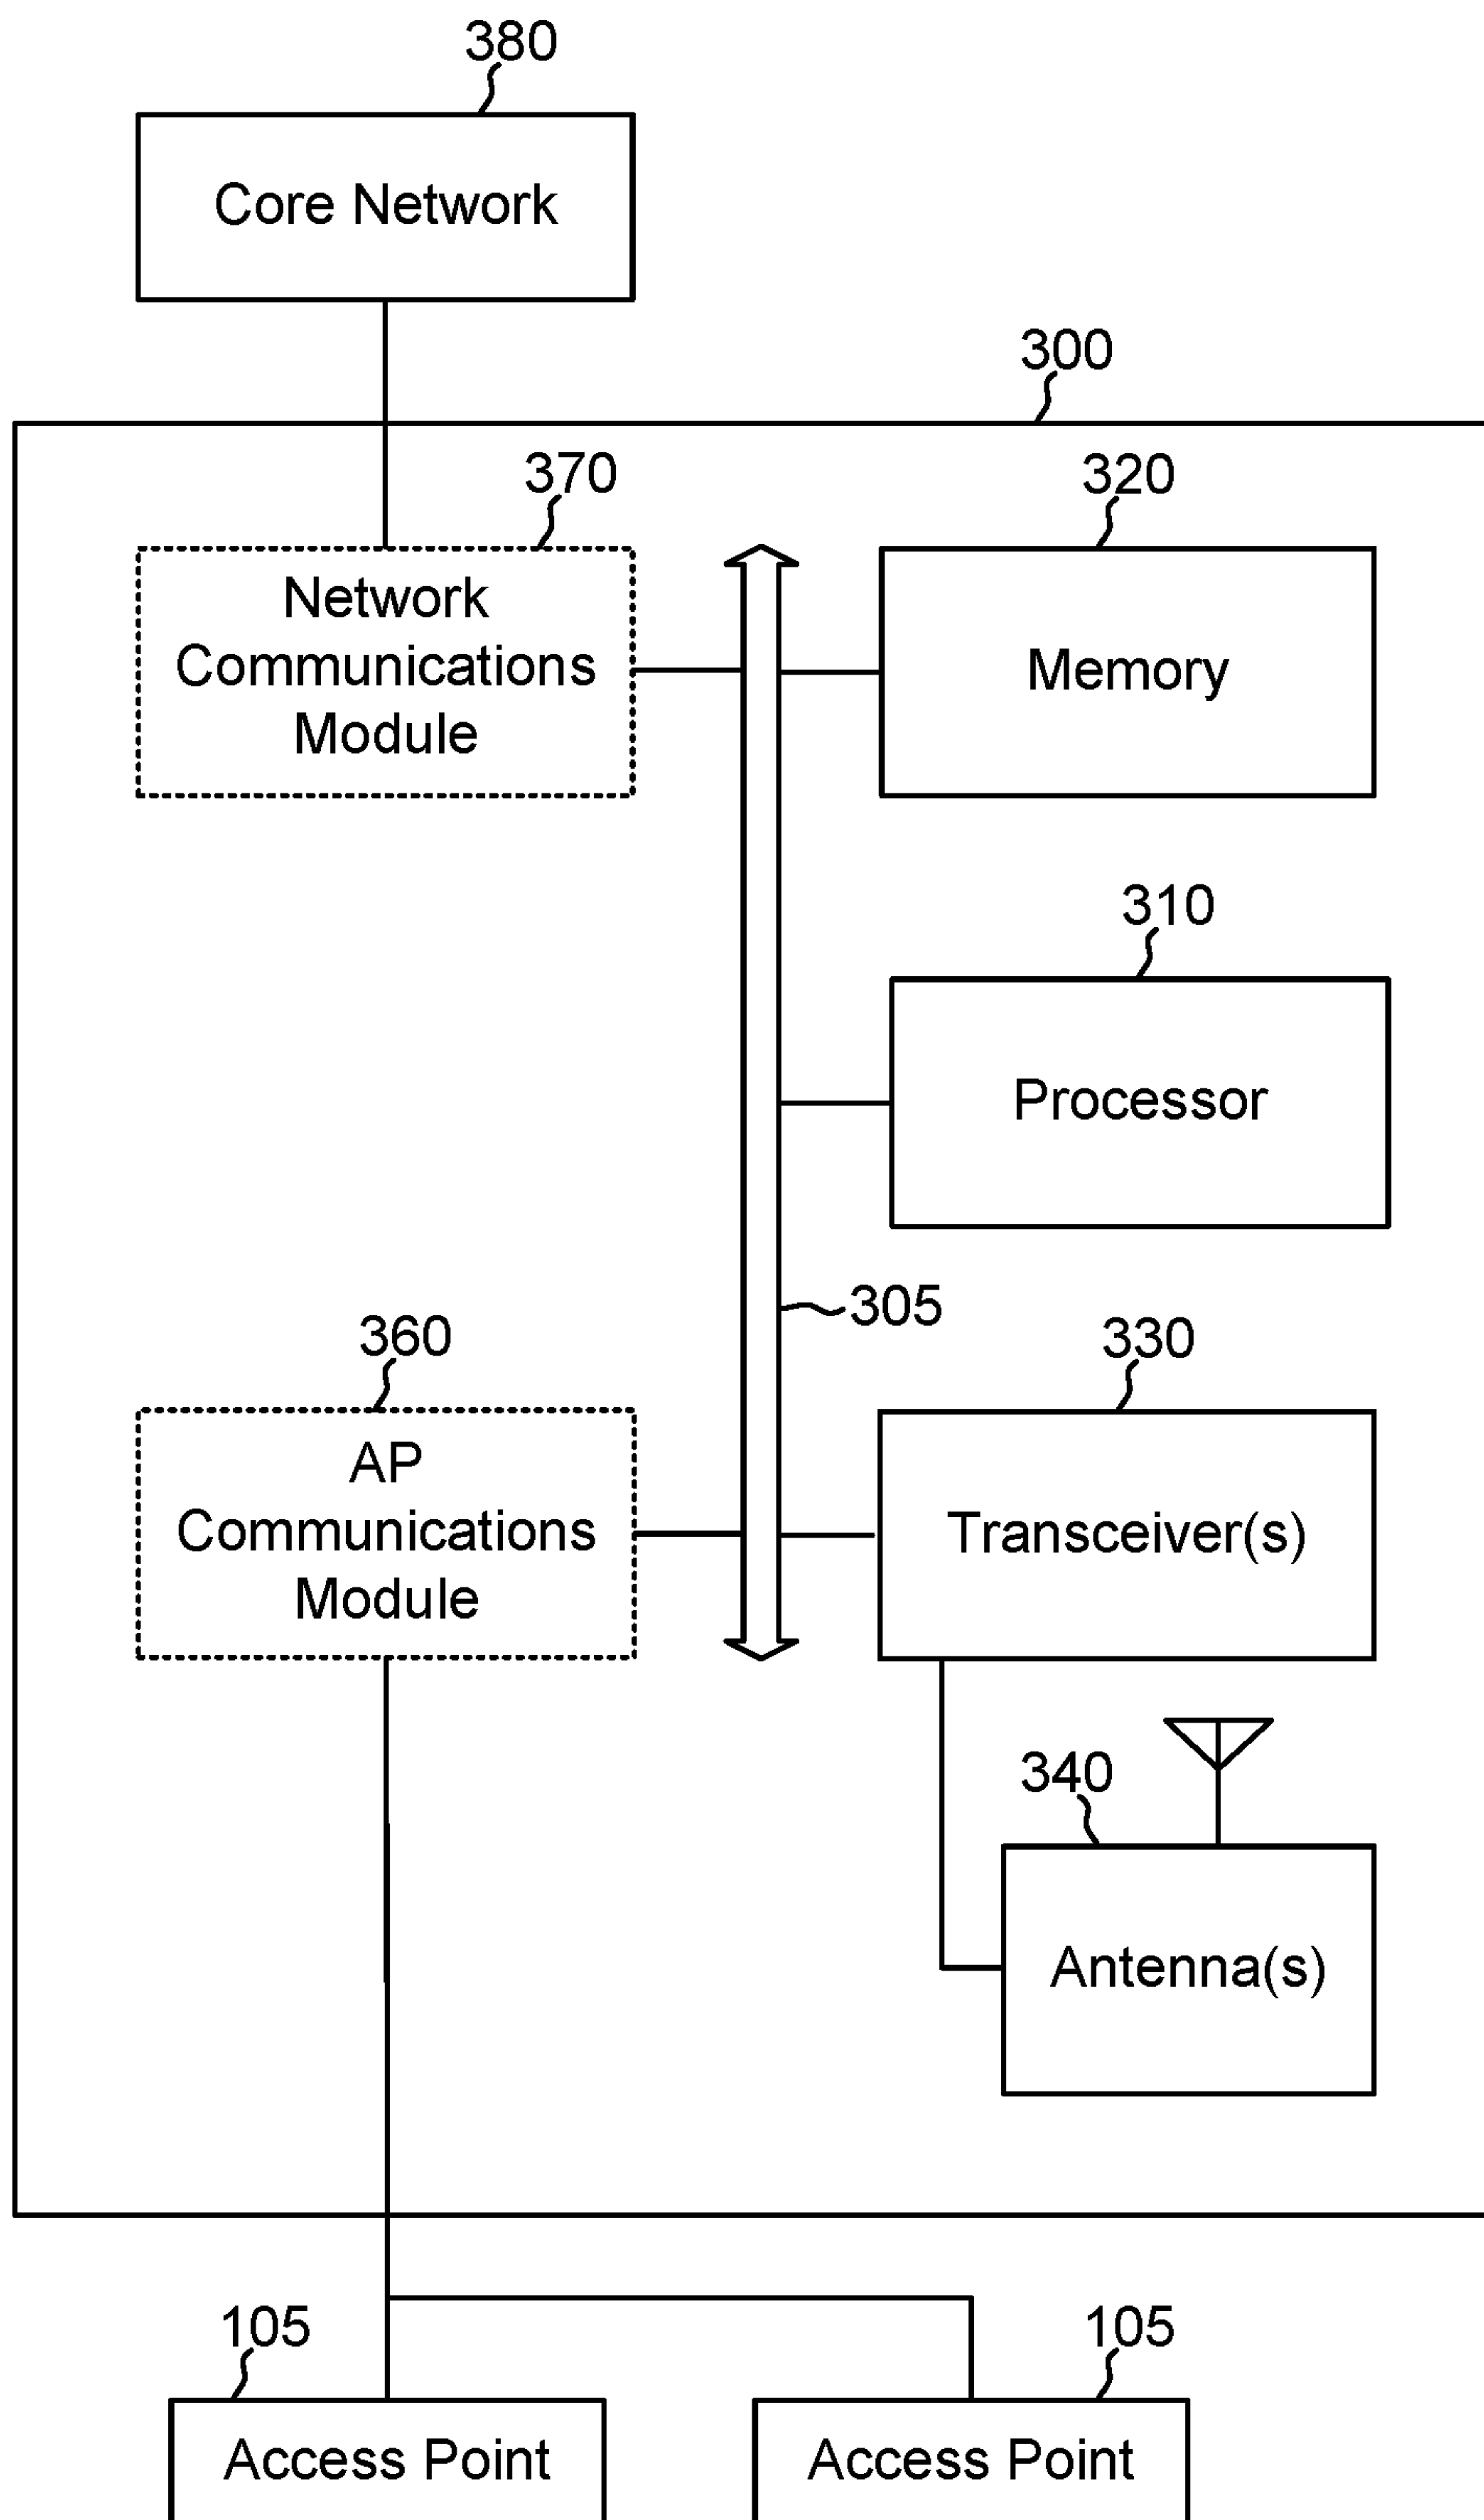 380
Core Network
300
370
320
Network
Communications
Module
Memory
310
Processor
305
360
330
AP
Communications
Module
Transceiver(s)
340
Antenna(s)
105
105
Access Point
Access Point